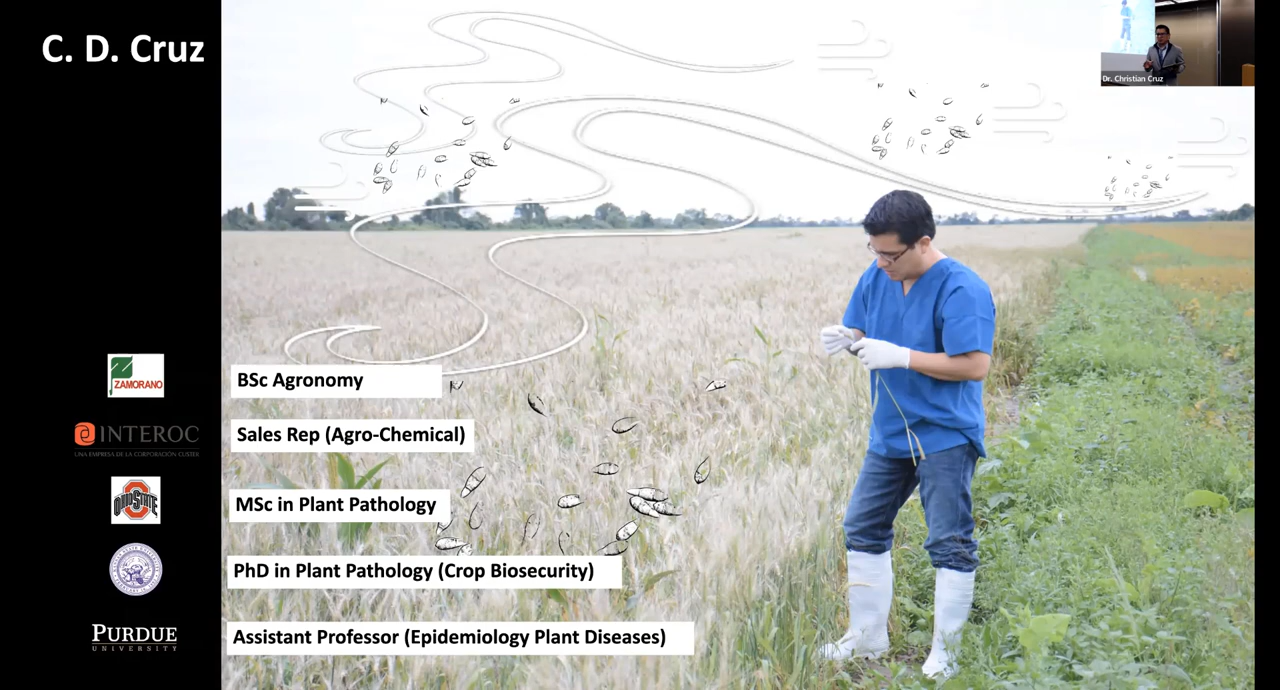 C. D. Cruz
Dr. Christian Cruz
ZAMORANO
BSc Agronomy
INTEROC
UNA EMPRESA DE LA CORPORACIÓN CUSTER
Sales Rep (Agro-Chemical)
OHIO STATE
MSc in Plant Pathology
PhD in Plant Pathology (Crop Biosecurity)
PURDUE
UNIVERSITY
Assistant Professor (Epidemiology Plant Diseases)